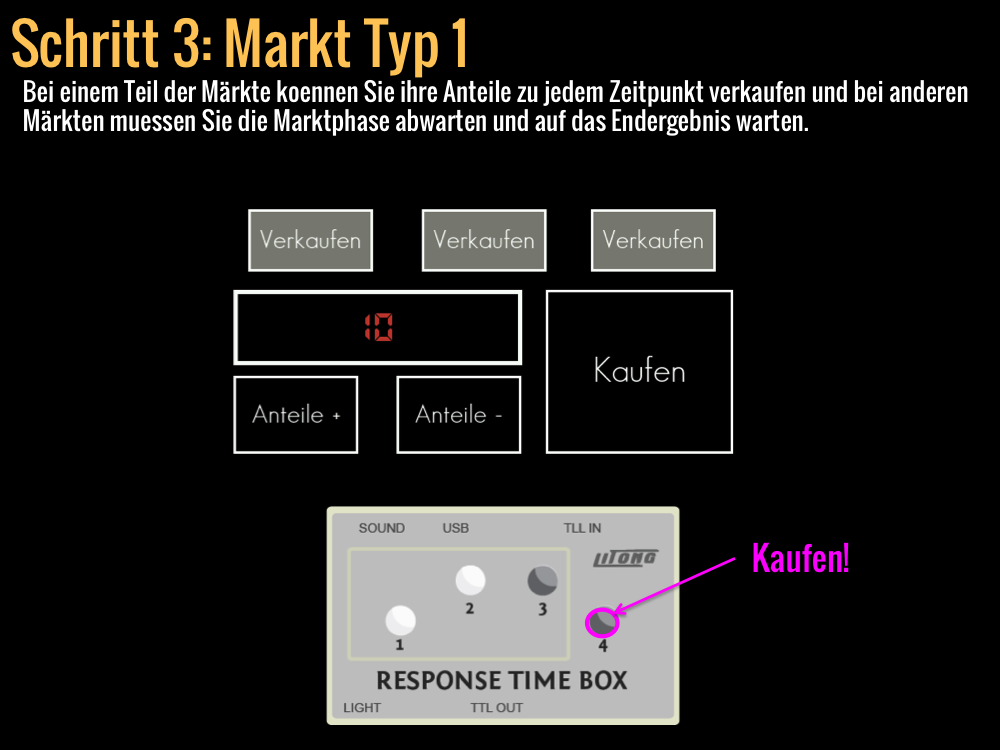 Schritt 3: Markt Typ 1
Bei einem Teil der Märkte koennen Sie ihre Anteile zu jedem Zeitpunkt verkaufen und bei anderen
Märkten muessen Sie die Marktphase abwarten und auf das Endergebnis warten.
Verkaufen Verkaufen Verkaufen
10
Kaufen
Anteile + Anteile -
SOUND USB TLL IN
LITONG
Kaufen!
2 3
1 4
RESPONSE TIME BOX
LIGHT TTL OUT